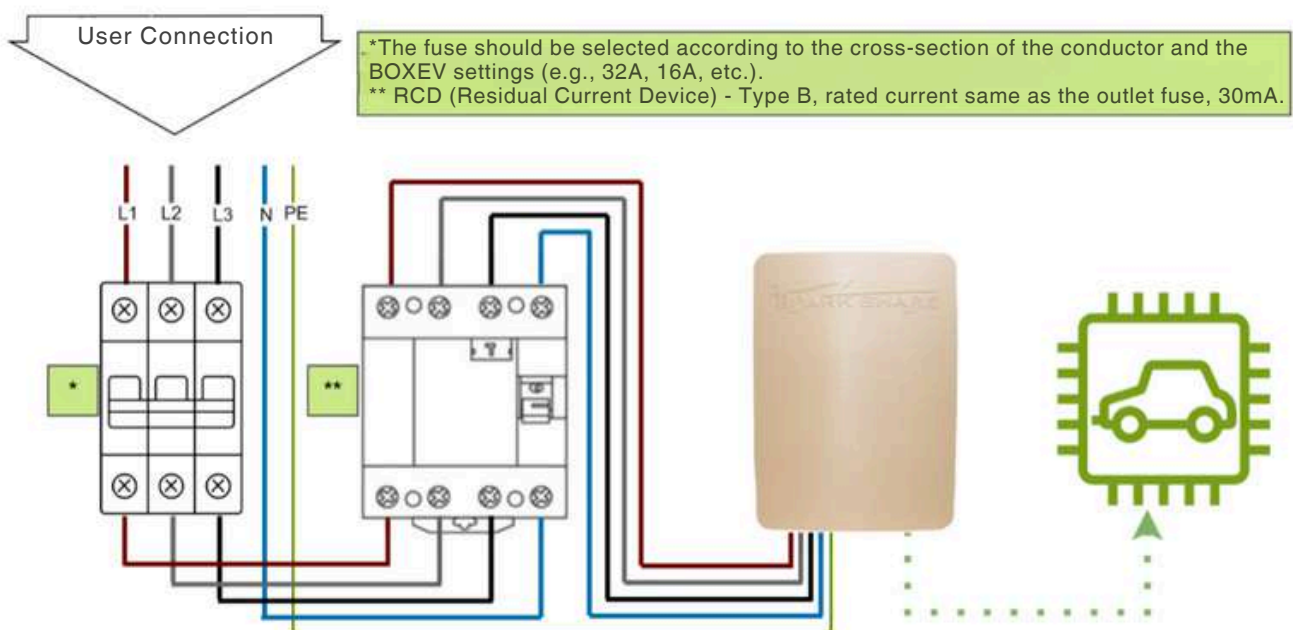 User Connection
*The fuse should be selected according to the cross-section of the conductor and the
BOXEV settings (e.g., 32A, 16A, etc.).
** RCD (Residual Current Device) - Type B, rated current same as the outlet fuse, 30mA.
L1 L2 L3 N PE
T
*
**